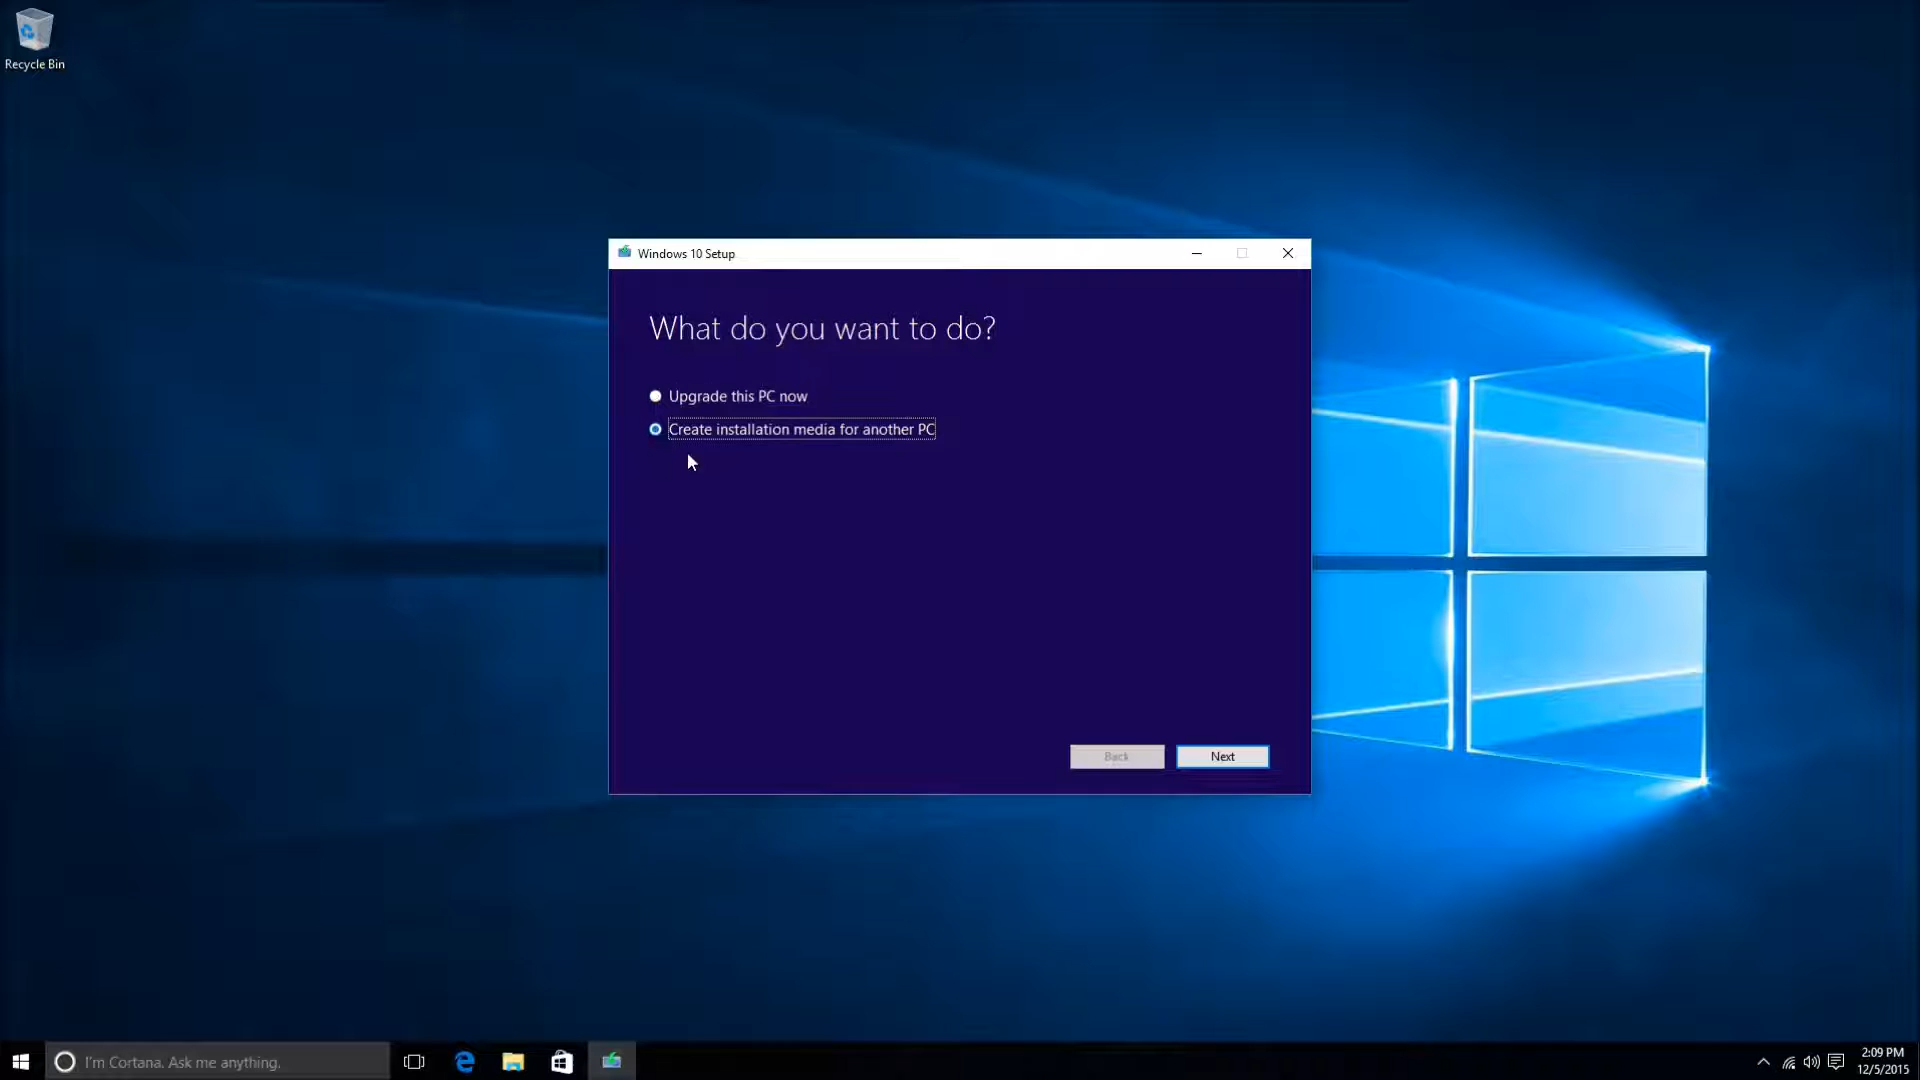 Recycle Bin
Windows 10 Setup
What do you want to do?
Upgrade this PC now
Create installation media for another PC
Back
Next
I'm Cortana. Ask me anything.
2:09 PM
12/5/2015